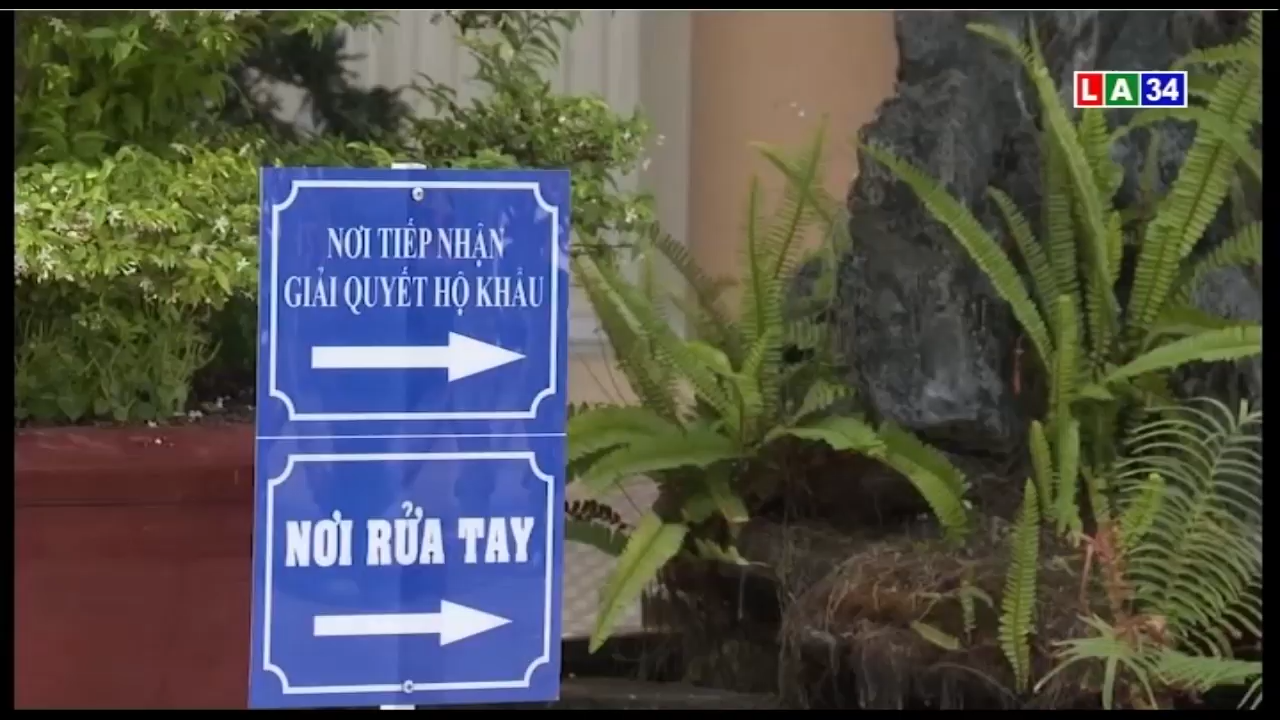 LA34
NƠI TIẾP NHẬN
GIẢI QUYẾT HỘ KHẨU
NƠI RỬA TAY